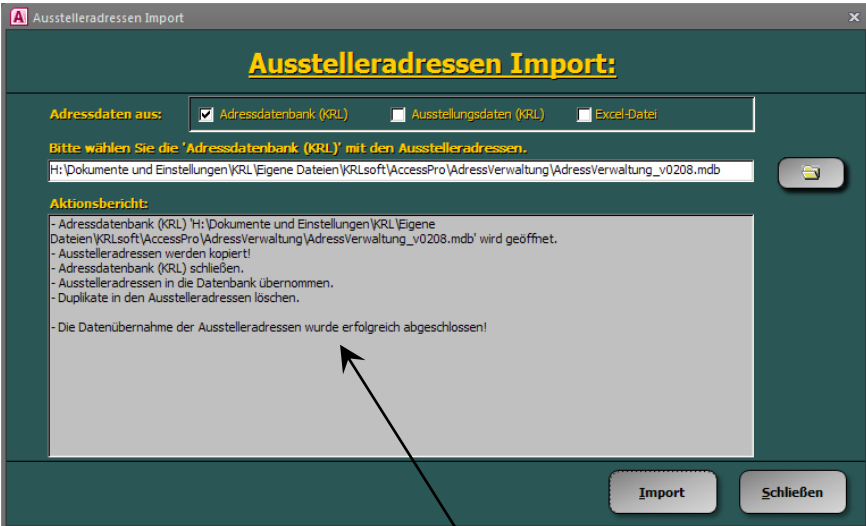 Ausstelleradressen Import
Ausstelleradressen Import:
Adressdaten aus: Adressdatenbank (KRL) Ausstellungsdaten (KRL) Excel-Datei
Bitte wählen Sie die 'Adressdatenbank (KRL)' mit den Ausstelleradressen.
H:\Dokumente und Einstellungen\KRL\Eigene Dateien\KRLsoft\AccessPro\AdressVerwaltung\AdressVerwaltung_v0208.mdb
Aktionsbericht:
- Adressdatenbank (KRL) 'H:\Dokumente und Einstellungen\KRL\Eigene
Dateien\KRLsoft\AccessPro\AdressVerwaltung\AdressVerwaltung_v0208.mdb' wird geöffnet.
- Ausstelleradressen werden kopiert!
- Adressdatenbank (KRL) schließen.
- Ausstelleradressen in die Datenbank übernommen.
- Duplikate in den Ausstelleradressen löschen.
- Die Datenübernahme der Ausstelleradressen wurde erfolgreich abgeschlossen!
Import Schließen